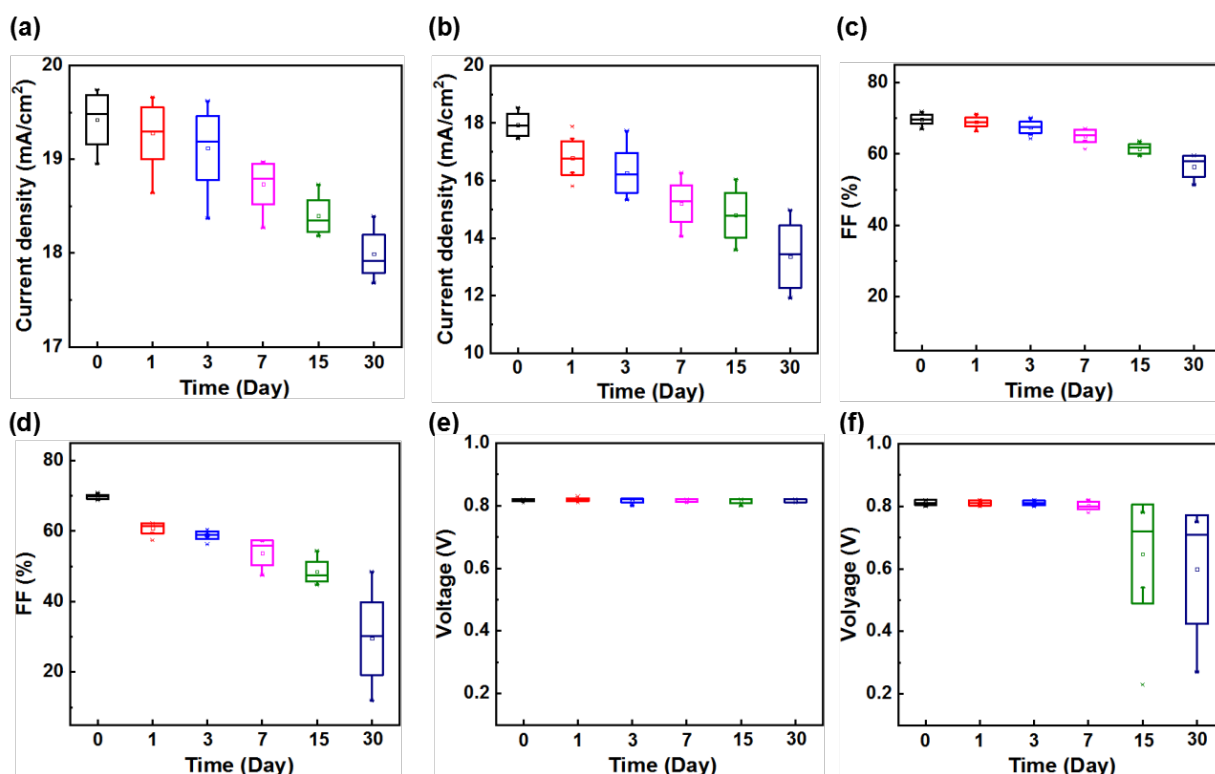 (a)
20
19
18
17
Current density (mA/cm²)
0 1 3 7 15 30
Time (Day)
(b)
20
18
16
14
12
10
Current ddensity (mA/cm²)
0 1 3 7 15 30
Time (Day)
(c)
80
60
40
20
FF (%)
0 1 3 7 15 30
Time (Day)
(d)
80
60
40
20
FF (%)
0 1 3 7 15 30
Time (Day)
(e)
1.0
0.8
0.6
0.4
0.2
Voltage (V)
0 1 3 7 15 30
Time (Day)
(f)
1.0
0.8
0.6
0.4
0.2
Volyage (V)
0 1 3 7 15 30
Time (Day)